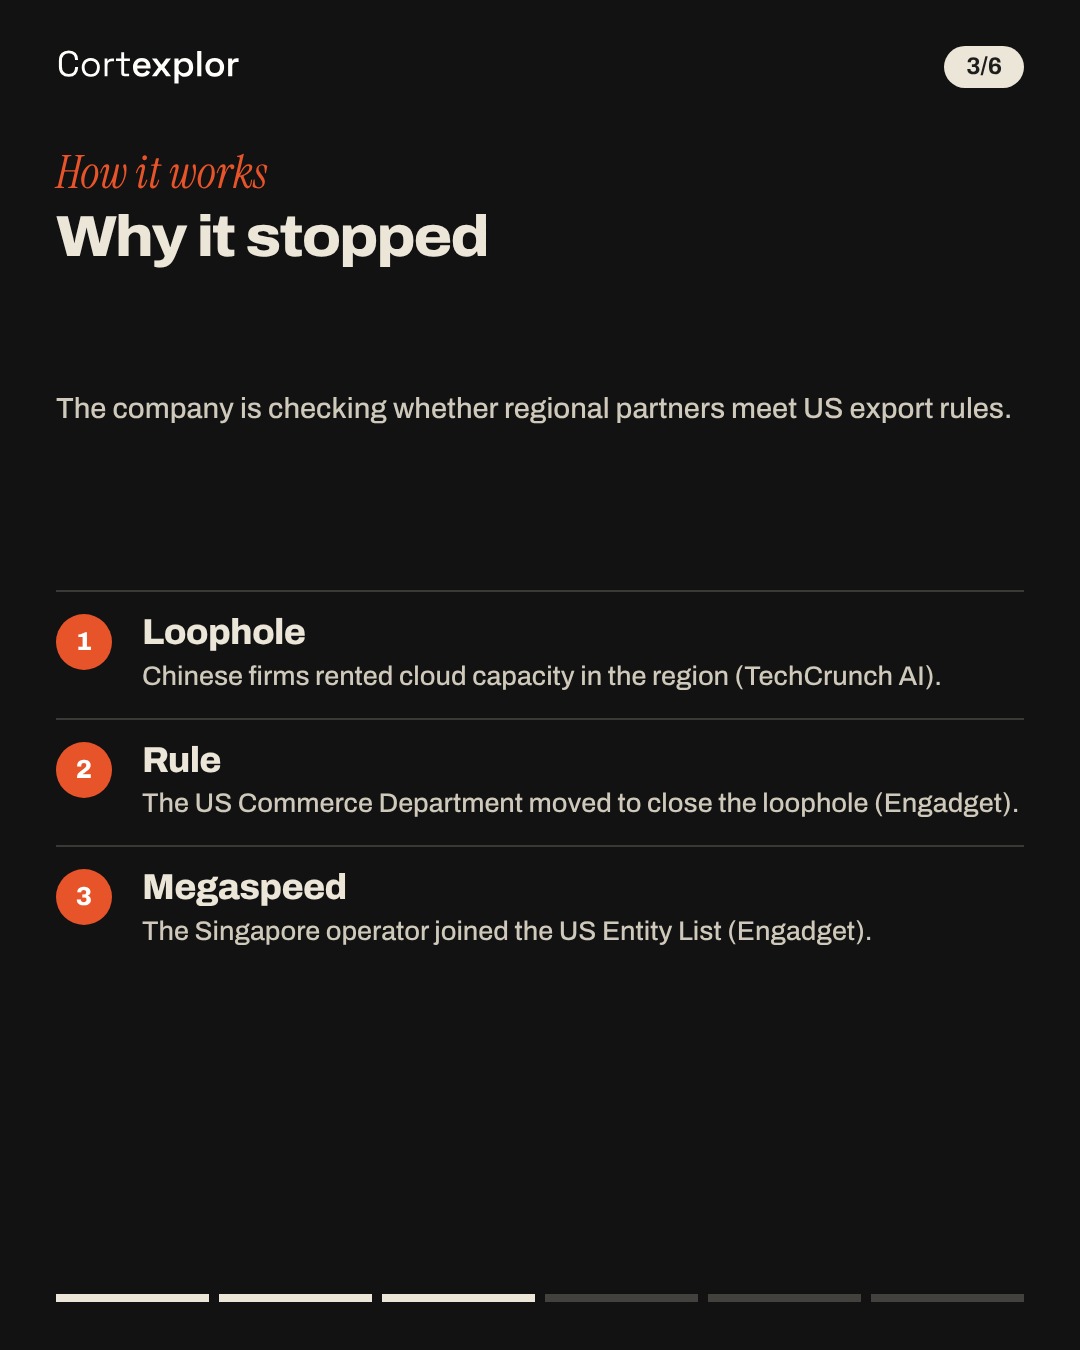 Cortexplor
3/6
How it works
Why it stopped
The company is checking whether regional partners meet US export rules.
1
Loophole
Chinese firms rented cloud capacity in the region (TechCrunch AI).
2
Rule
The US Commerce Department moved to close the loophole (Engadget).
3
Megaspeed
The Singapore operator joined the US Entity List (Engadget).